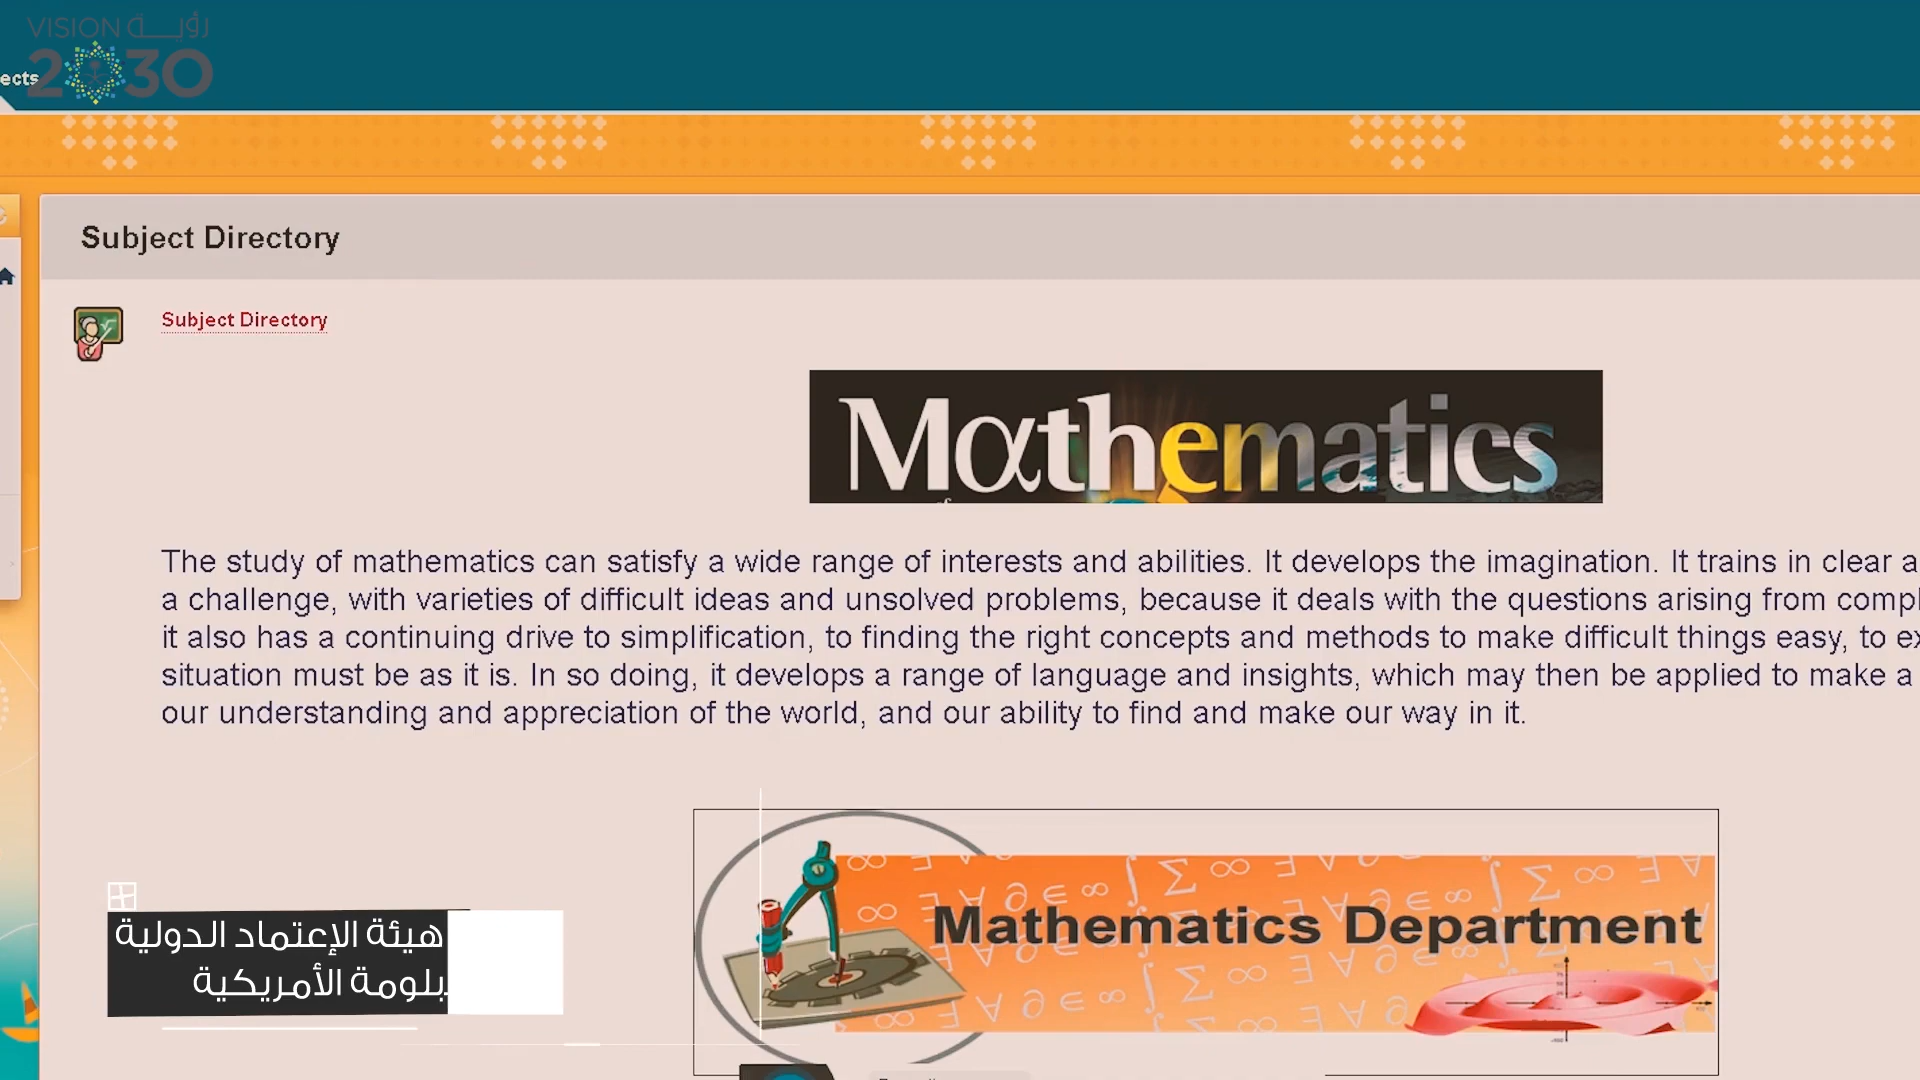 VISION رؤيـــة
2030
ects
Subject Directory
Subject Directory
Mαthematics
The study of mathematics can satisfy a wide range of interests and abilities. It develops the imagination. It trains in clear a
a challenge, with varieties of difficult ideas and unsolved problems, because it deals with the questions arising from compl
it also has a continuing drive to simplification, to finding the right concepts and methods to make difficult things easy, to ex
situation must be as it is. In so doing, it develops a range of language and insights, which may then be applied to make a
our understanding and appreciation of the world, and our ability to find and make our way in it.
Mathematics Department
هيئة الإعتماد الدولية
بلومة الأمريكية